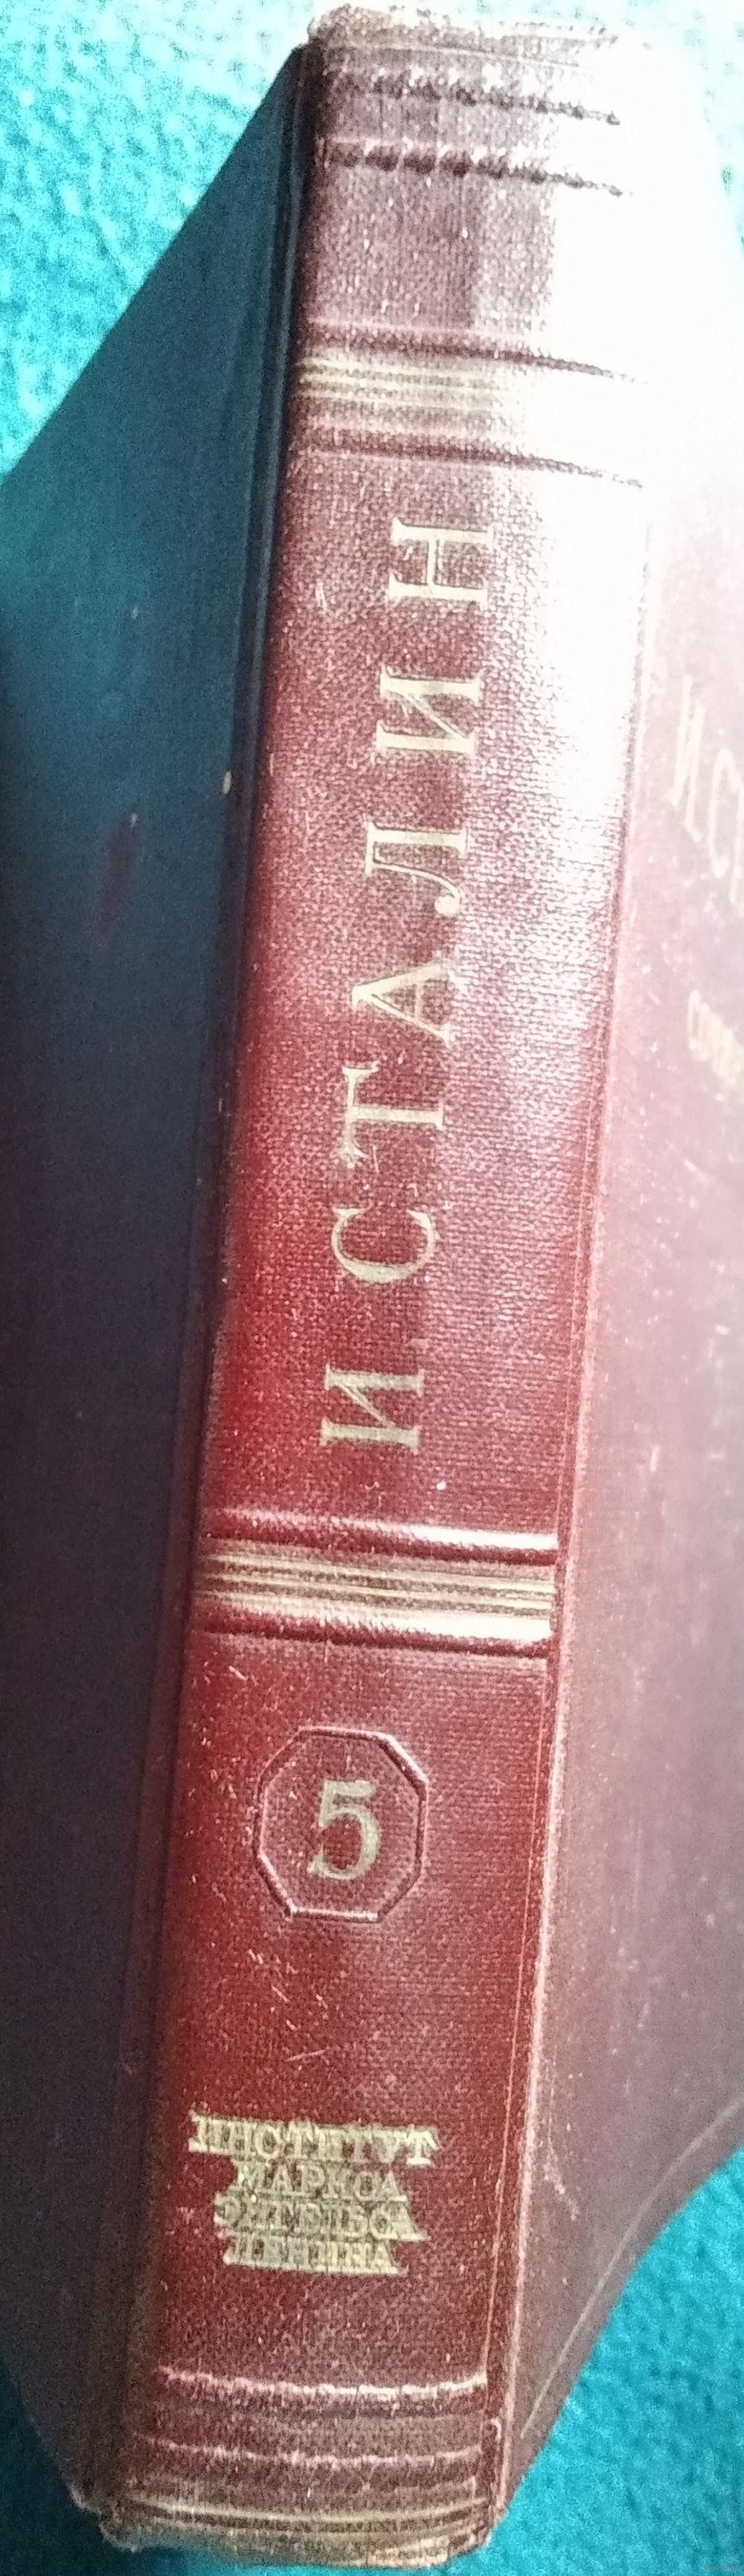 И. СТАЛИН
5
ИНСТИТУТ
МАРКСА
ЭНГЕЛЬСА
ЛЕНИНА